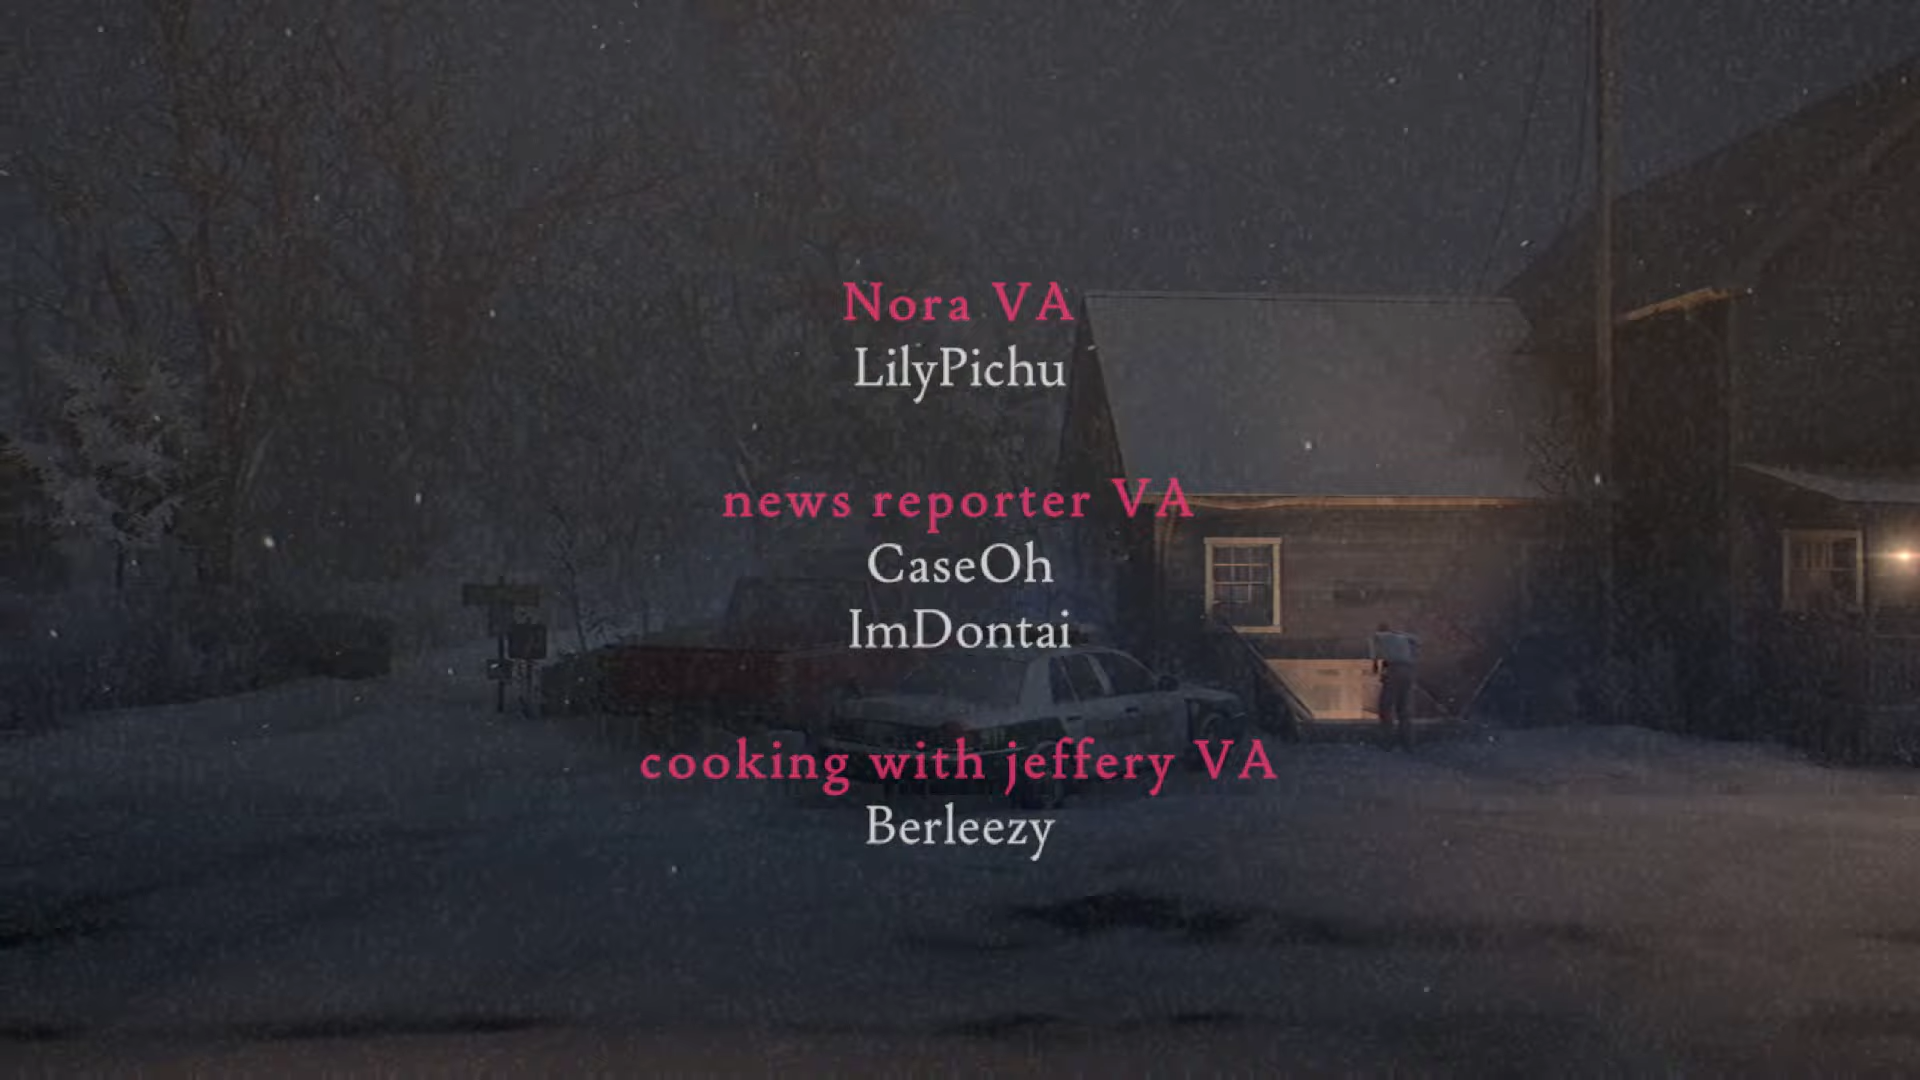 Nora VA
LilyPichu
news reporter VA
CaseOh
ImDontai
cooking with jeffery VA
Berleezy